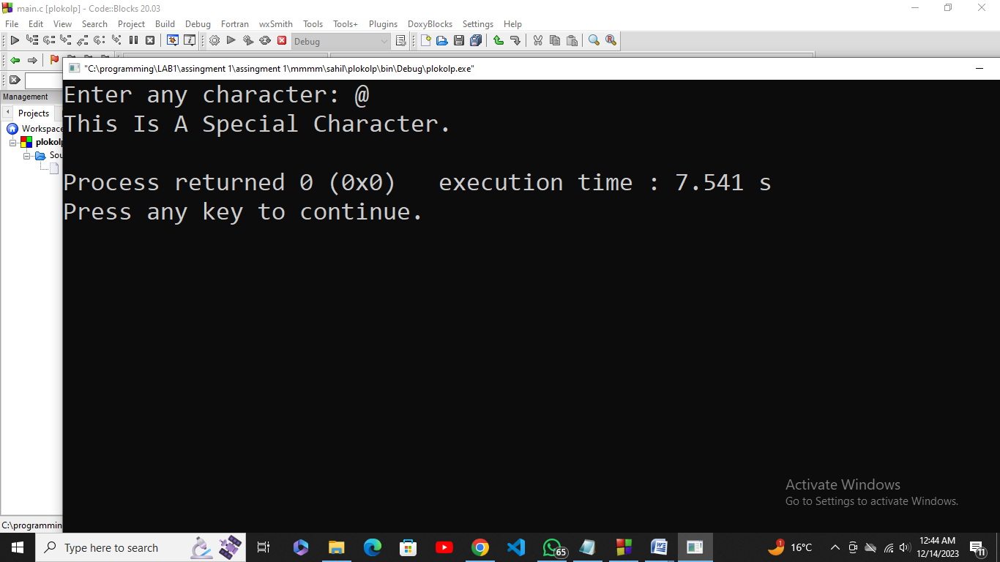 main.c [plokolp] - Code::Blocks 20.03
File Edit View Search Project Build Debug Fortran wxSmith Tools Tools+ Plugins DoxyBlocks Settings Help
Debug
"C:\programming\LAB1\assingment 1\assingment 1\mmmm\sahil\plokolp\bin\Debug\plokolp.exe"
Management
Projects
Workspace
plokolp
Sou
C:\programmin
Enter any character: @
This Is A Special Character.
Process returned 0 (0x0)   execution time : 7.541 s
Press any key to continue.
Activate Windows
Go to Settings to activate Windows.
Type here to search
65
1
16°C
12:44 AM
12/14/2023
11